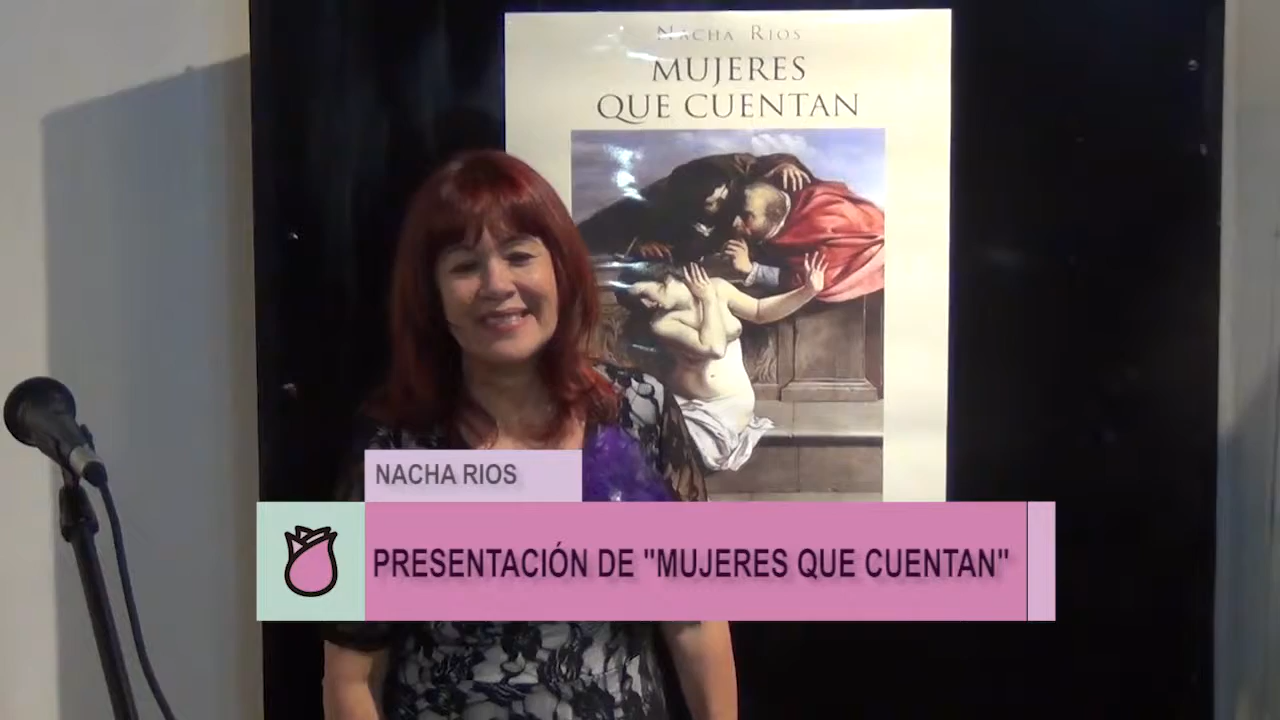 NACHA RIOS
MUJERES
QUE CUENTAN
NACHA RIOS
PRESENTACIÓN DE "MUJERES QUE CUENTAN"